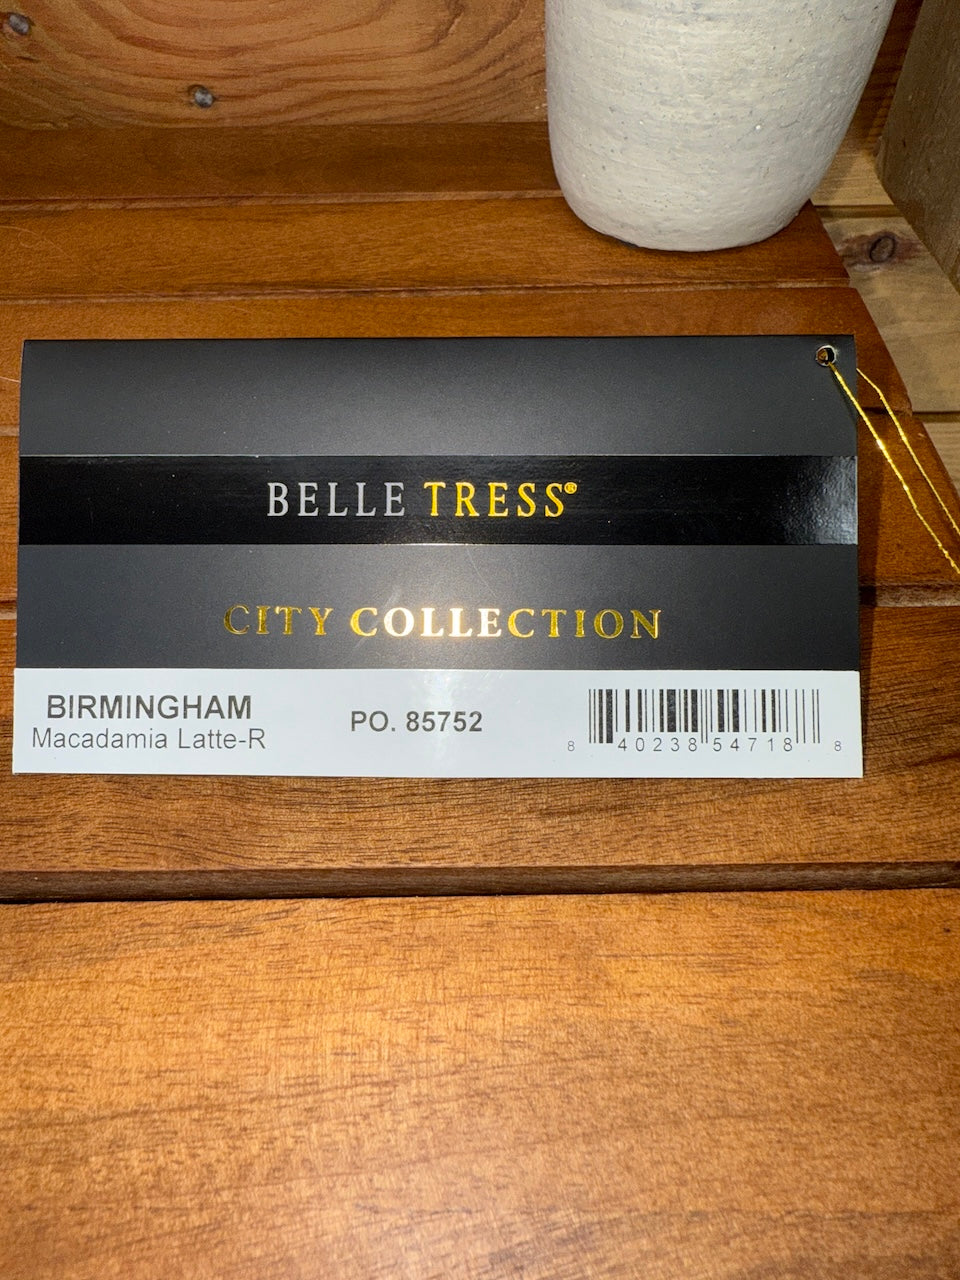 BELLE TRESS®
CITY COLLECTION
BIRMINGHAM
Macadamia Latte-R
PO. 85752
8 40238 54718 8